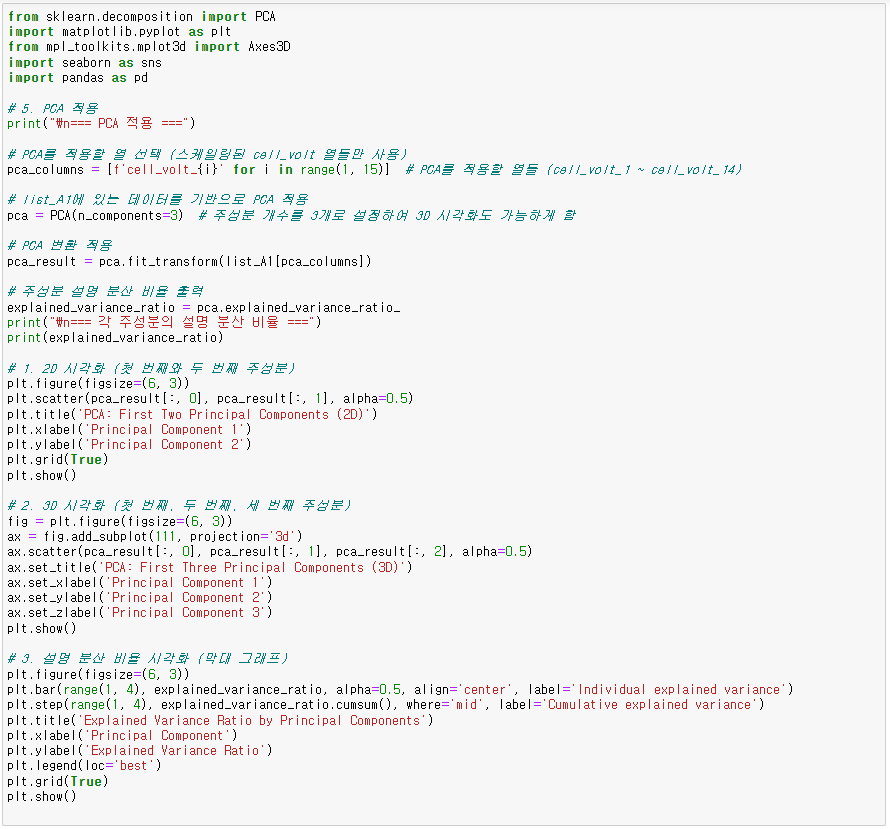 from sklearn.decomposition import PCA
import matplotlib.pyplot as plt
from mpl_toolkits.mplot3d import Axes3D
import seaborn as sns
import pandas as pd
# 5. PCA 적용
print("₩n=== PCA 적용 ===")
# PCA를 적용할 열 선택 (스케일링된 cell_volt 열들만 사용)
pca_columns = [f'cell_volt_{i}' for i in range(1, 15)]  # PCA를 적용할 열들 (cell_volt_1 ~ cell_volt_14)
# list_A1에 있는 데이터를 기반으로 PCA 적용
pca = PCA(n_components=3)  # 주성분 개수를 3개로 설정하여 3D 시각화도 가능하게 함
# PCA 변환 적용
pca_result = pca.fit_transform(list_A1[pca_columns])
# 주성분 설명 분산 비율 출력
explained_variance_ratio = pca.explained_variance_ratio_
print("₩n=== 각 주성분의 설명 분산 비율 ===")
print(explained_variance_ratio)
# 1. 2D 시각화 (첫 번째와 두 번째 주성분)
plt.figure(figsize=(6, 3))
plt.scatter(pca_result[:, 0], pca_result[:, 1], alpha=0.5)
plt.title('PCA: First Two Principal Components (2D)')
plt.xlabel('Principal Component 1')
plt.ylabel('Principal Component 2')
plt.grid(True)
plt.show()
# 2. 3D 시각화 (첫 번째, 두 번째, 세 번째 주성분)
fig = plt.figure(figsize=(6, 3))
ax = fig.add_subplot(111, projection='3d')
ax.scatter(pca_result[:, 0], pca_result[:, 1], pca_result[:, 2], alpha=0.5)
ax.set_title('PCA: First Three Principal Components (3D)')
ax.set_xlabel('Principal Component 1')
ax.set_ylabel('Principal Component 2')
ax.set_zlabel('Principal Component 3')
plt.show()
# 3. 설명 분산 비율 시각화 (막대 그래프)
plt.figure(figsize=(6, 3))
plt.bar(range(1, 4), explained_variance_ratio, alpha=0.5, align='center', label='Individual explained variance')
plt.step(range(1, 4), explained_variance_ratio.cumsum(), where='mid', label='Cumulative explained variance')
plt.title('Explained Variance Ratio by Principal Components')
plt.xlabel('Principal Component')
plt.ylabel('Explained Variance Ratio')
plt.legend(loc='best')
plt.grid(True)
plt.show()